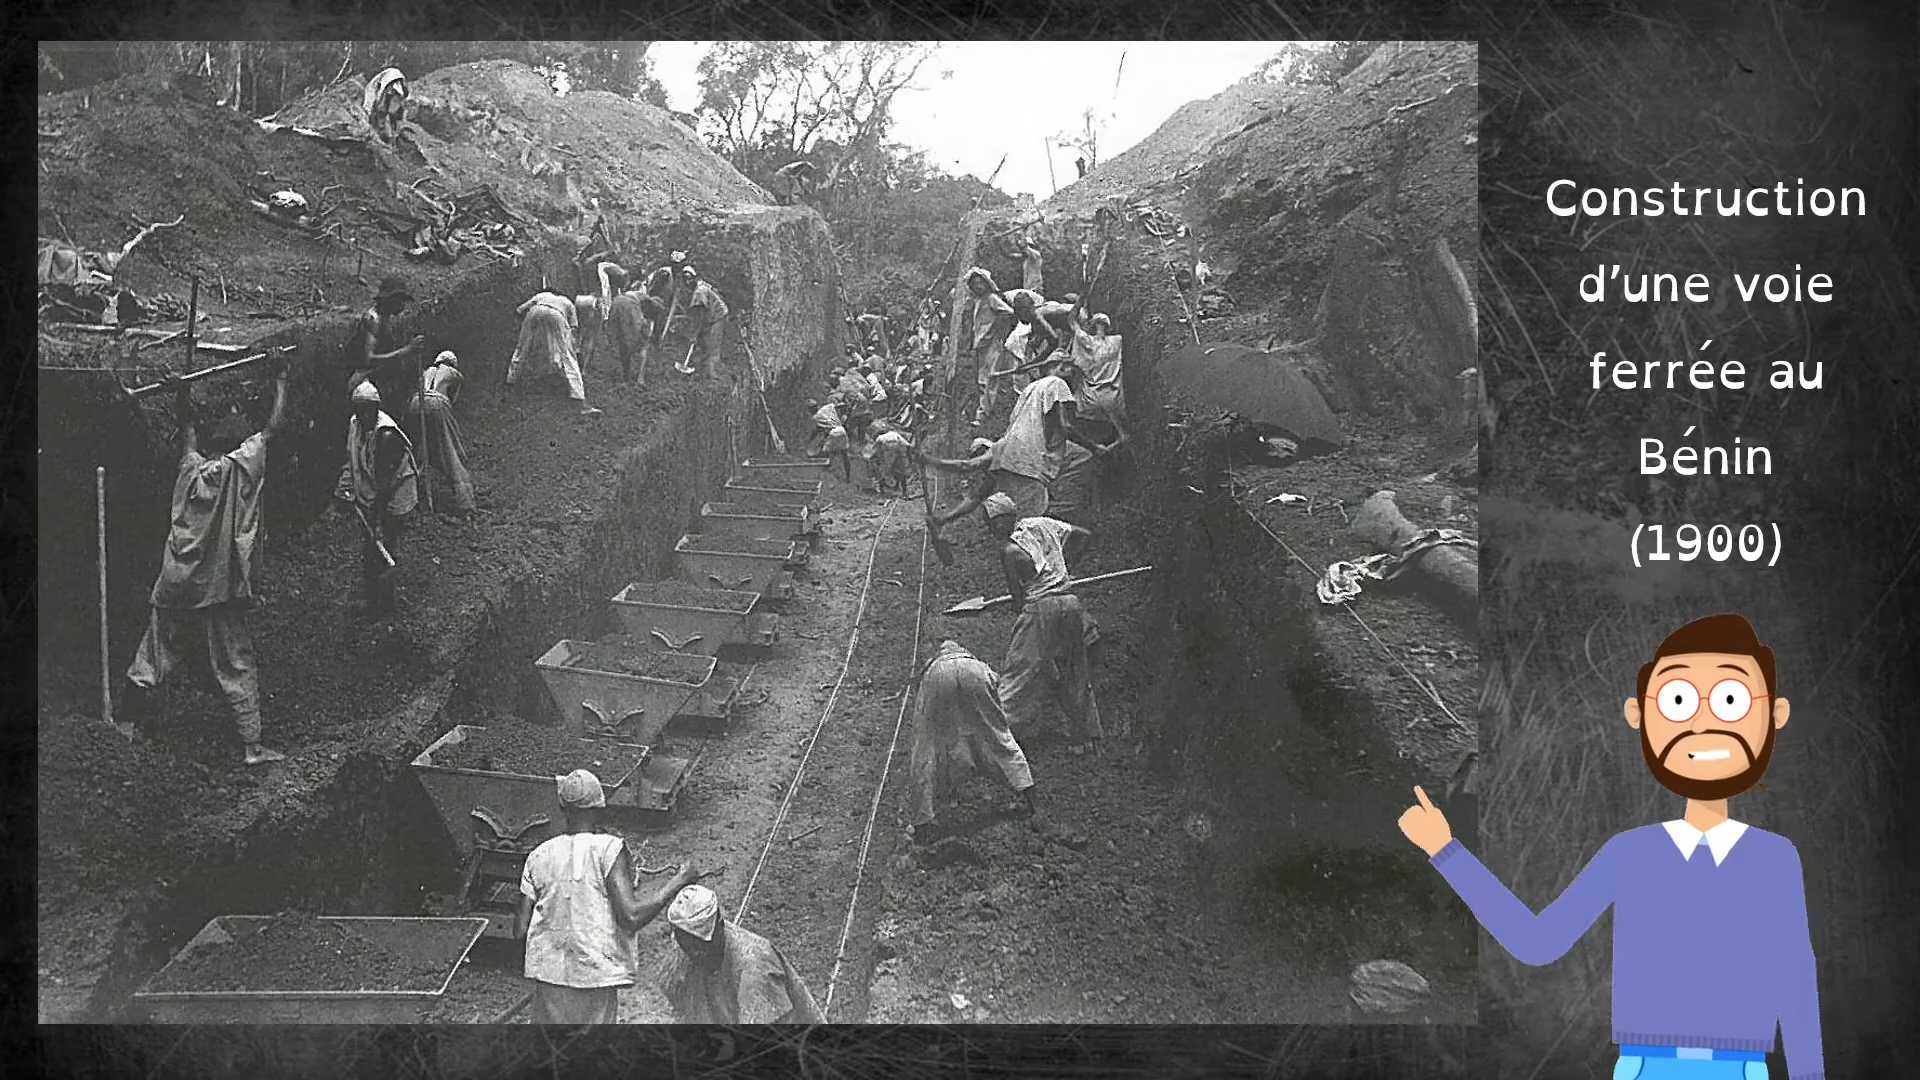 Construction
d’une voie
ferrée au
Bénin
(1900)